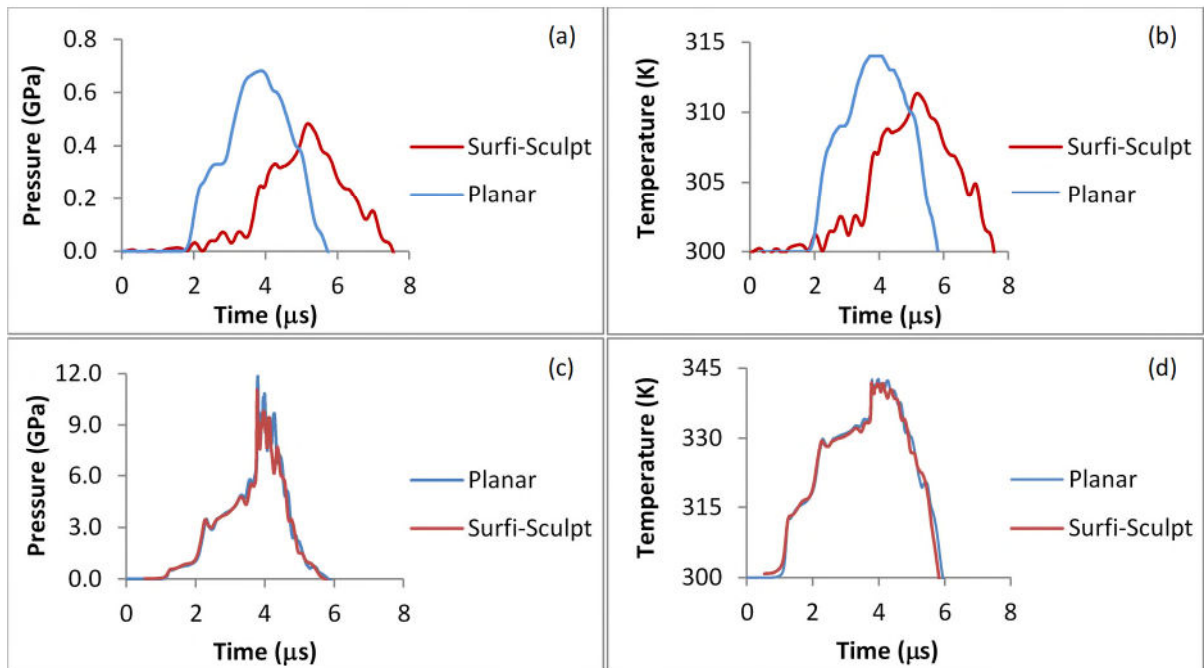 (a)
Pressure (GPa)
0.8
0.6
0.4
0.2
0.0
0 2 4 6 8
Time (μs)
Surfi-Sculpt
Planar
(b)
Temperature (K)
315
310
305
300
0 2 4 6 8
Time (μs)
Surfi-Sculpt
Planar
(c)
Pressure (GPa)
12.0
9.0
6.0
3.0
0.0
0 2 4 6 8
Time (μs)
Planar
Surfi-Sculpt
(d)
Temperature (K)
345
330
315
300
0 2 4 6 8
Time (μs)
Planar
Surfi-Sculpt